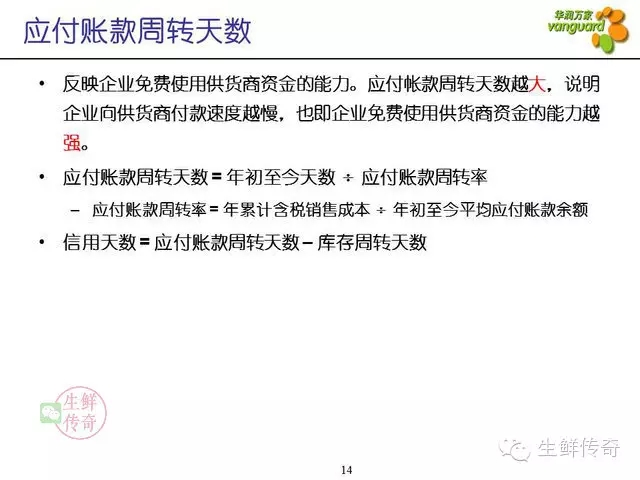 应付账款周转天数
华润万家
vanguard
• 反映企业免费使用供货商资金的能力。应付帐款周转天数越大，说明
企业向供货商付款速度越慢，也即企业免费使用供货商资金的能力越
强。
• 应付账款周转天数 = 年初至今天数 ÷ 应付账款周转率
– 应付账款周转率 = 年累计含税销售成本 ÷ 年初至今平均应付账款余额
• 信用天数 = 应付账款周转天数 – 库存周转天数
生鲜
传奇
生鲜传奇
14